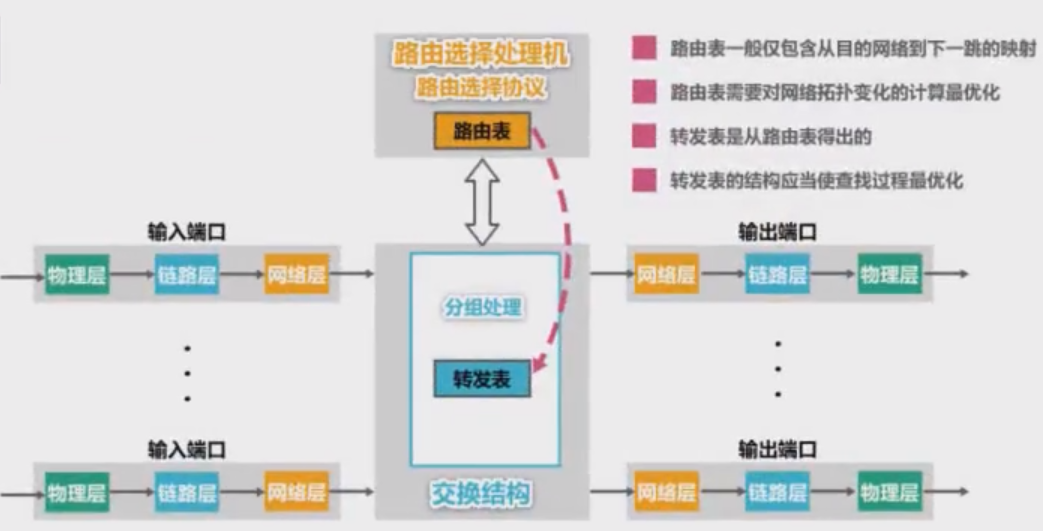 路由选择处理机
路由选择协议
路由表
路由表一般仅包含从目的网络到下一跳的映射
路由表需要对网络拓扑变化的计算最优化
转发表是从路由表得出的
转发表的结构应当使查找过程最优化
输入端口
物理层 链路层 网络层
输入端口
物理层 链路层 网络层
分组处理
转发表
交换结构
输出端口
网络层 链路层 物理层
输出端口
网络层 链路层 物理层